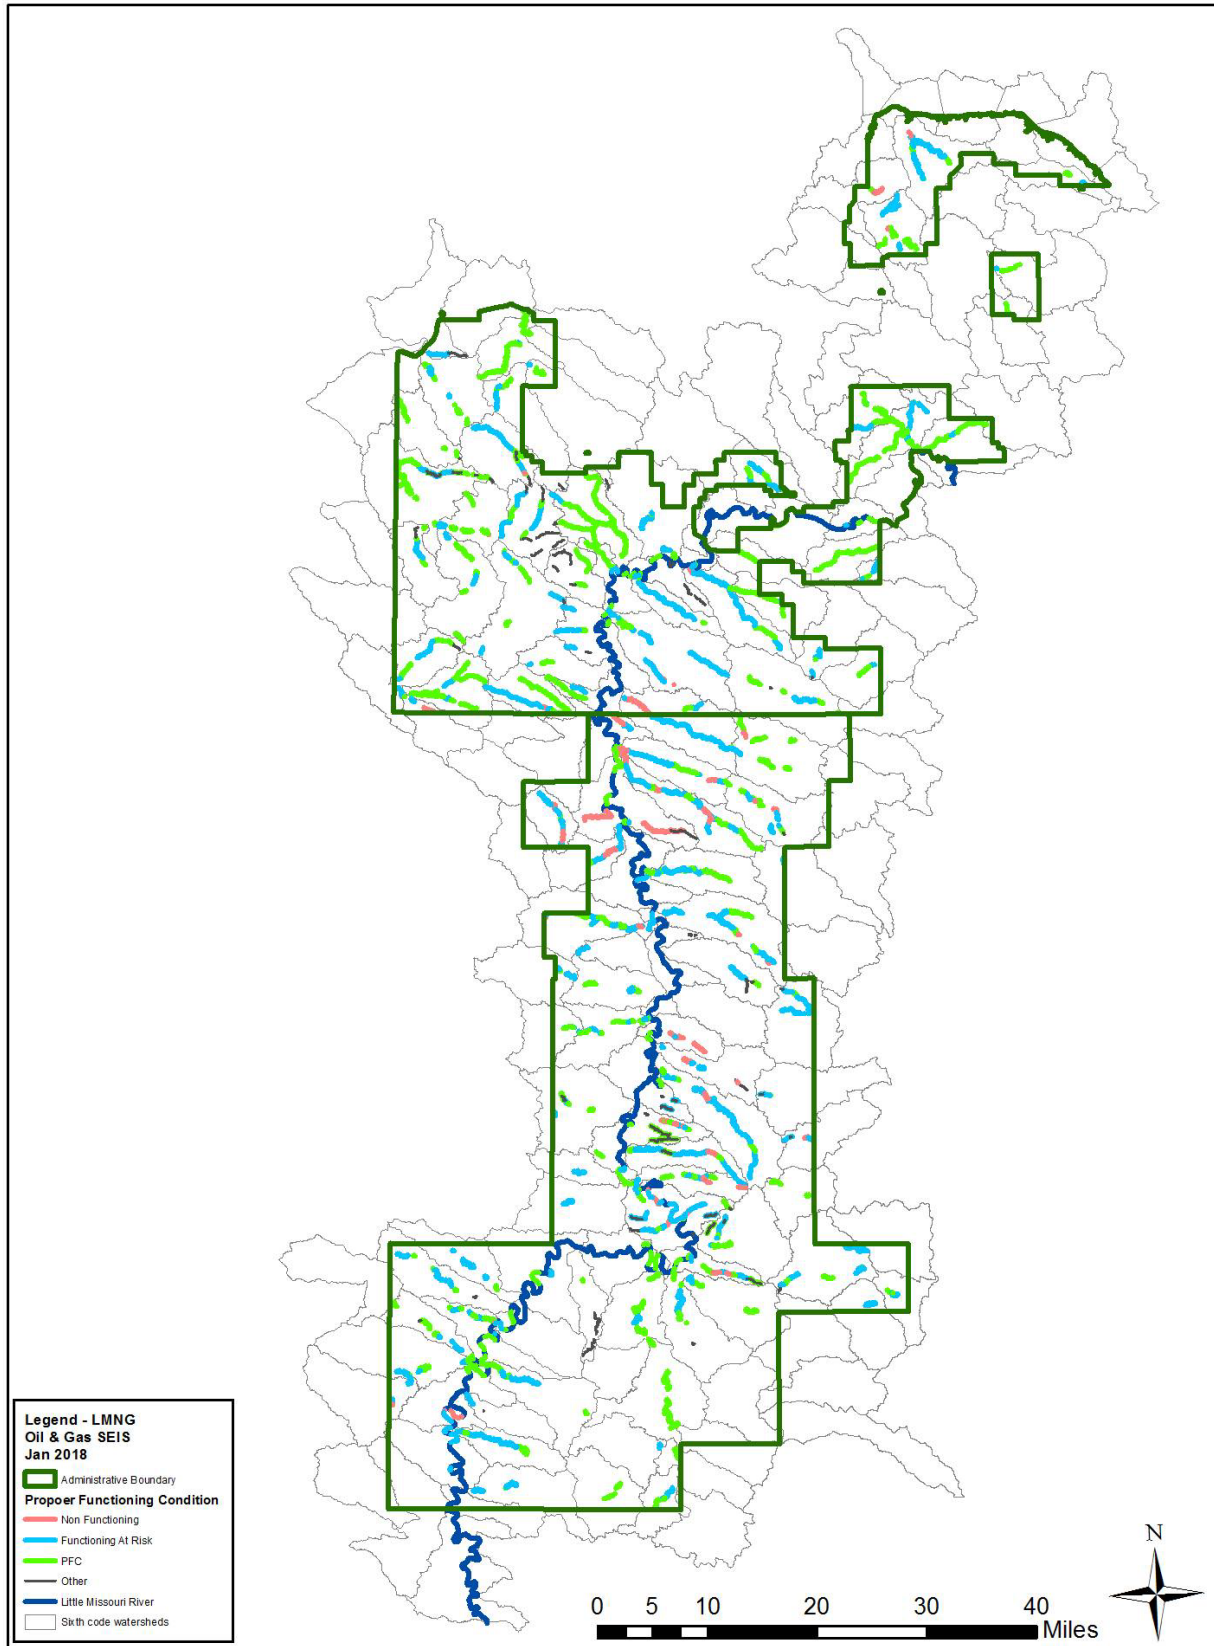 Legend - LMNG
Oil & Gas SEIS
Jan 2018
Administrative Boundary
Propoer Functioning Condition
Non Functioning
Functioning At Risk
PFC
Other
Little Missouri River
Sixth code watersheds
N
0 5 10 20 30 40
Miles